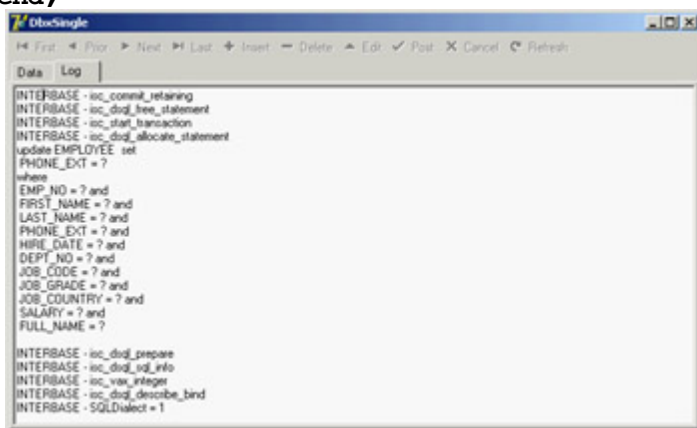 end;
DbxSingle
First Prior Next Last Insert Delete Edit Post Cancel Refresh
Data Log
INTERBASE - isc_commit_retaining
INTERBASE - isc_dsql_free_statement
INTERBASE - isc_start_transaction
INTERBASE - isc_dsql_allocate_statement
update EMPLOYEE set
PHONE_EXT = ?
where
EMP_NO = ? and
FIRST_NAME = ? and
LAST_NAME = ? and
PHONE_EXT = ? and
HIRE_DATE = ? and
DEPT_NO = ? and
JOB_CODE = ? and
JOB_GRADE = ? and
JOB_COUNTRY = ? and
SALARY = ? and
FULL_NAME = ?
INTERBASE - isc_dsql_prepare
INTERBASE - isc_dsql_sql_info
INTERBASE - isc_vax_integer
INTERBASE - isc_dsql_describe_bind
INTERBASE - SQLDialect = 1